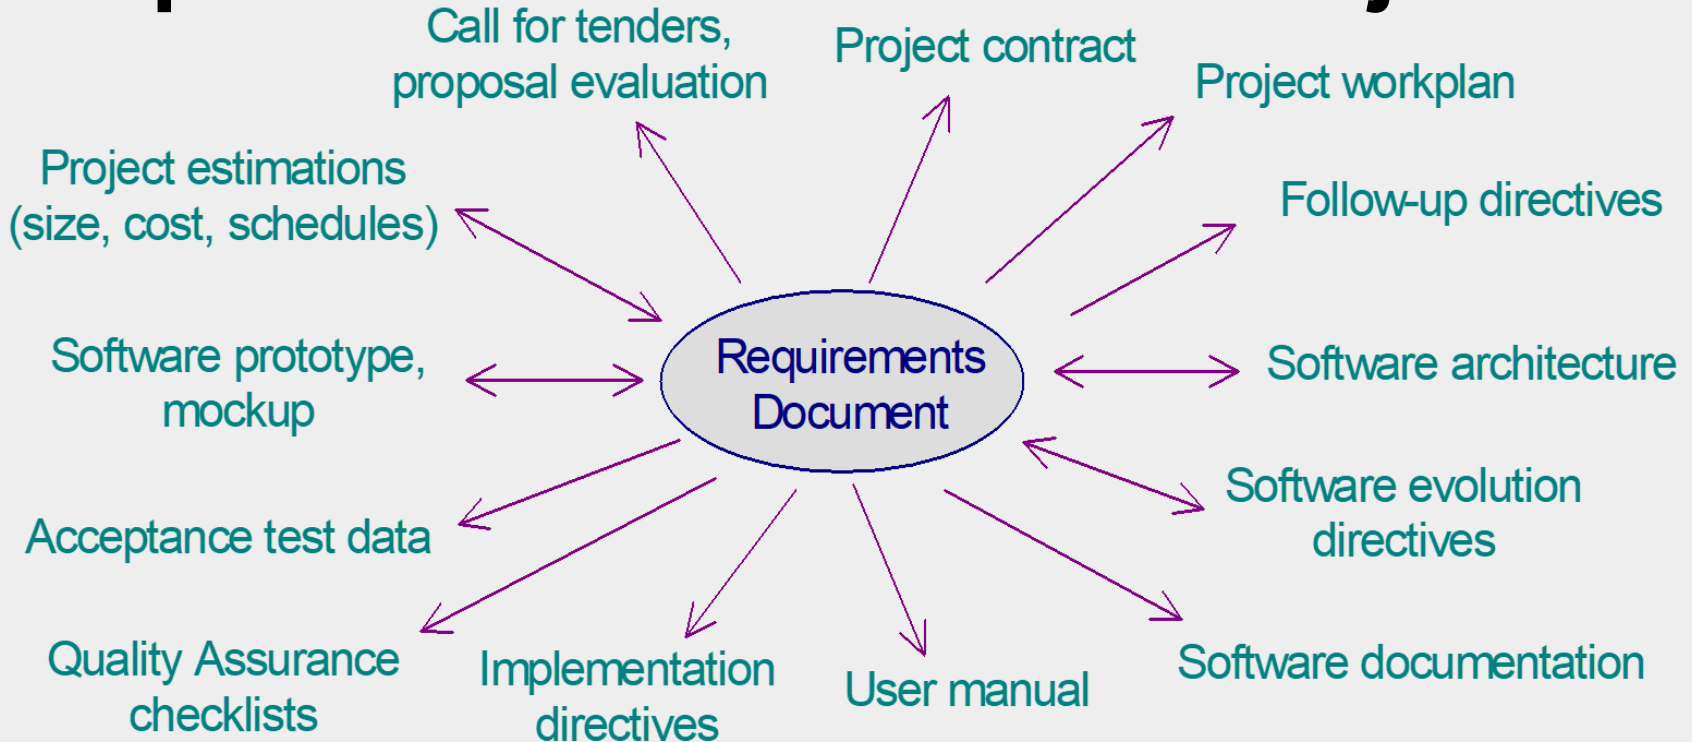 Call for tenders,
proposal evaluation
Project contract
Project workplan
Project estimations
(size, cost, schedules)
Follow-up directives
Software prototype,
mockup
Requirements
Document
Software architecture
Acceptance test data
Software evolution
directives
Quality Assurance
checklists
Implementation
directives
User manual
Software documentation